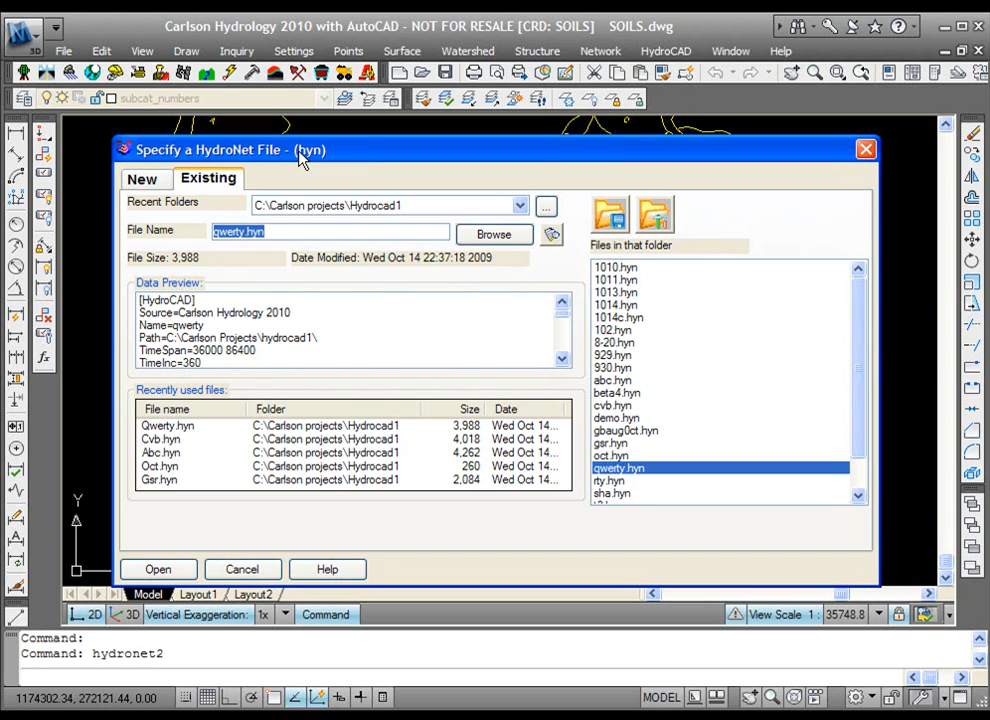 Carlson Hydrology 2010 with AutoCAD - NOT FOR RESALE [CRD: SOILS] SOILS.dwg
3D
File Edit View Draw Inquiry Settings Points Surface Watershed Structure Network HydroCAD Window Help
subcat_numbers
Specify a HydroNet File - (hyn)
New Existing
Recent Folders C:\Carlson projects\Hydrocad1 ...
File Name qwerty.hyn Browse
Files in that folder
File Size: 3,988 Date Modified: Wed Oct 14 22:37:18 2009
Data Preview:
[HydroCAD]
Source=Carlson Hydrology 2010
Name=qwerty
Path=C:\Carlson Projects\hydrocad1\
TimeSpan=36000 86400
TimeInc=360
Recently used files:
File name Folder Size Date
Qwerty.hyn C:\Carlson projects\Hydrocad1 3,988 Wed Oct 14...
Cvb.hyn C:\Carlson projects\Hydrocad1 4,018 Wed Oct 14...
Abc.hyn C:\Carlson projects\Hydrocad1 4,262 Wed Oct 14...
Oct.hyn C:\Carlson projects\Hydrocad1 260 Wed Oct 14...
Gsr.hyn C:\Carlson projects\Hydrocad1 2,084 Wed Oct 14...
1010.hyn
1011.hyn
1013.hyn
1014.hyn
1014c.hyn
102.hyn
8-20.hyn
929.hyn
930.hyn
abc.hyn
beta4.hyn
cvb.hyn
demo.hyn
gbaug0ct.hyn
gsr.hyn
oct.hyn
qwerty.hyn
rty.hyn
sha.hyn
Open Cancel Help
Y
Model Layout1 Layout2
2D 3D Vertical Exaggeration: 1x Command View Scale 1 : 35748.8
Command:
Command: hydronet2
1174302.34, 272121.44, 0.00 MODEL